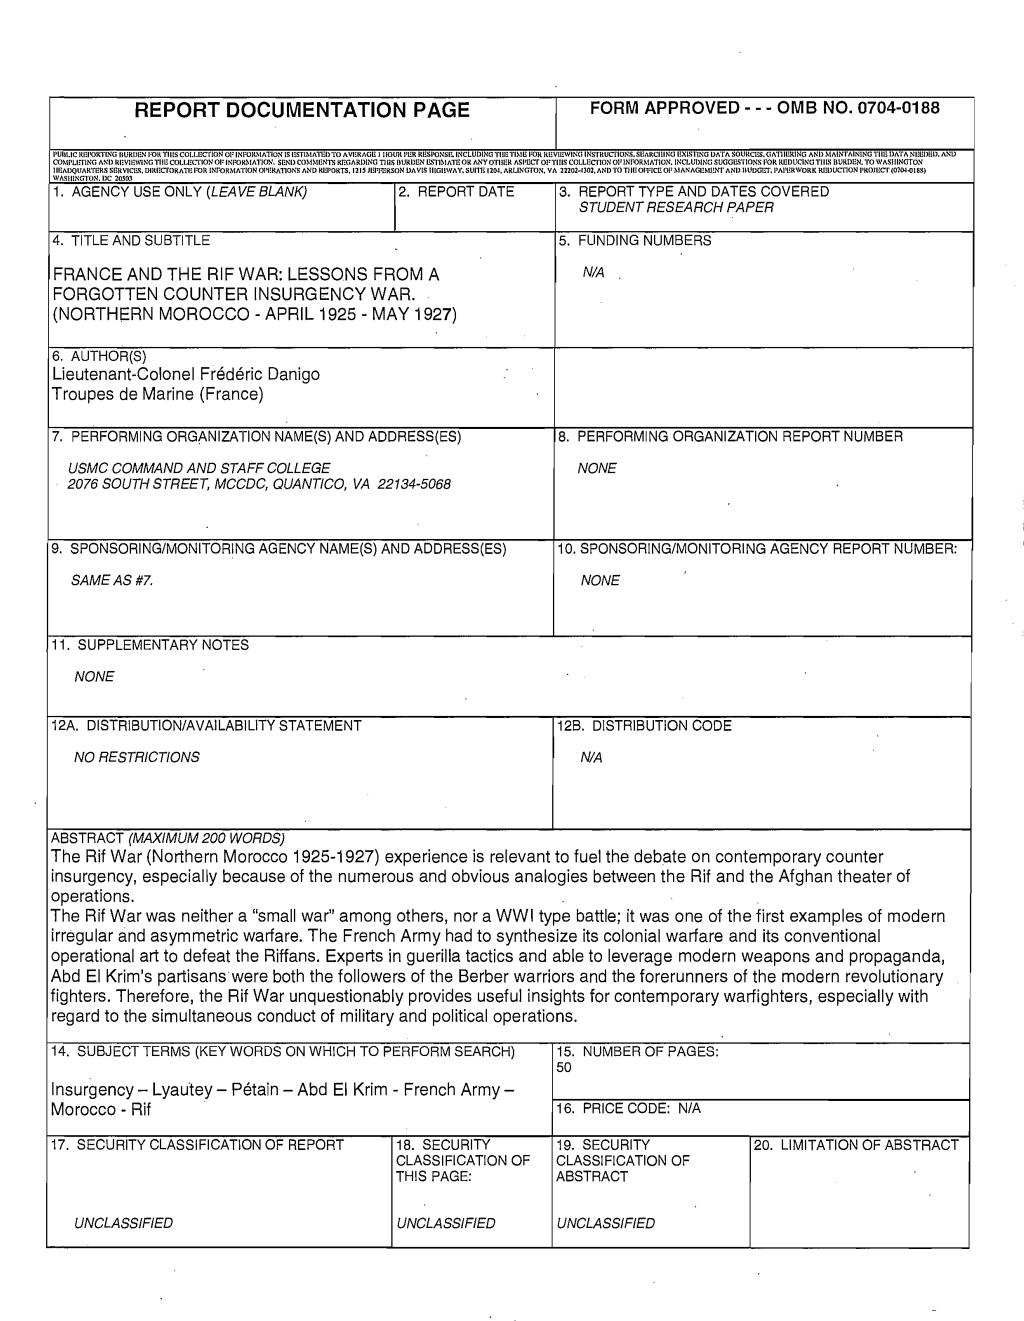 REPORT DOCUMENTATION PAGE
FORM APPROVED - - - OMB NO. 0704-0188
PUBLIC REPORTING BURDEN FOR THIS COLLECTION OF INFORMATION IS ESTIMATED TO AVERAGE 1 HOUR PER RESPONSE, INCLUDING THE TIME FOR REVIEWING INSTRUCTIONS, SEARCHING EXISTING DATA SOURCES, GATHERING AND MAINTAINING THE DATA NEEDED, AND
COMPLETING AND REVIEWING THE COLLECTION OF INFORMATION. SEND COMMENTS REGARDING THIS BURDEN ESTIMATE OR ANY OTHER ASPECT OF THIS COLLECTION OF INFORMATION, INCLUDING SUGGESTIONS FOR REDUCING THIS BURDEN, TO WASHINGTON
HEADQUARTERS SERVICES, DIRECTORATE FOR INFORMATION OPERATIONS AND REPORTS, 1215 JEFFERSON DAVIS HIGHWAY, SUITE 1204, ARLINGTON, VA 22202-4302, AND TO THE OFFICE OF MANAGEMENT AND BUDGET, PAPERWORK REDUCTION PROJECT (0704-0188)
WASHINGTON, DC 20503
1. AGENCY USE ONLY (LEAVE BLANK)
2. REPORT DATE
3. REPORT TYPE AND DATES COVERED
STUDENT RESEARCH PAPER
4. TITLE AND SUBTITLE
FRANCE AND THE RIF WAR: LESSONS FROM A
FORGOTTEN COUNTER INSURGENCY WAR.
(NORTHERN MOROCCO - APRIL 1925 - MAY 1927)
5. FUNDING NUMBERS
N/A
6. AUTHOR(S)
Lieutenant-Colonel Frédéric Danigo
Troupes de Marine (France)
7. PERFORMING ORGANIZATION NAME(S) AND ADDRESS(ES)
USMC COMMAND AND STAFF COLLEGE
2076 SOUTH STREET, MCCDC, QUANTICO, VA 22134-5068
8. PERFORMING ORGANIZATION REPORT NUMBER
NONE
9. SPONSORING/MONITORING AGENCY NAME(S) AND ADDRESS(ES)
SAME AS #7.
10. SPONSORING/MONITORING AGENCY REPORT NUMBER:
NONE
11. SUPPLEMENTARY NOTES
NONE
12A. DISTRIBUTION/AVAILABILITY STATEMENT
NO RESTRICTIONS
12B. DISTRIBUTION CODE
N/A
ABSTRACT (MAXIMUM 200 WORDS)
The Rif War (Northern Morocco 1925-1927) experience is relevant to fuel the debate on contemporary counter
insurgency, especially because of the numerous and obvious analogies between the Rif and the Afghan theater of
operations.
The Rif War was neither a “small war” among others, nor a WWI type battle; it was one of the first examples of modern
irregular and asymmetric warfare. The French Army had to synthesize its colonial warfare and its conventional
operational art to defeat the Riffans. Experts in guerilla tactics and able to leverage modern weapons and propaganda,
Abd El Krim's partisans were both the followers of the Berber warriors and the forerunners of the modern revolutionary
fighters. Therefore, the Rif War unquestionably provides useful insights for contemporary warfighters, especially with
regard to the simultaneous conduct of military and political operations.
14. SUBJECT TERMS (KEY WORDS ON WHICH TO PERFORM SEARCH)
Insurgency – Lyautey – Pétain – Abd El Krim - French Army –
Morocco - Rif
15. NUMBER OF PAGES:
50
16. PRICE CODE: N/A
17. SECURITY CLASSIFICATION OF REPORT
UNCLASSIFIED
18. SECURITY
CLASSIFICATION OF
THIS PAGE:
UNCLASSIFIED
19. SECURITY
CLASSIFICATION OF
ABSTRACT
UNCLASSIFIED
20. LIMITATION OF ABSTRACT